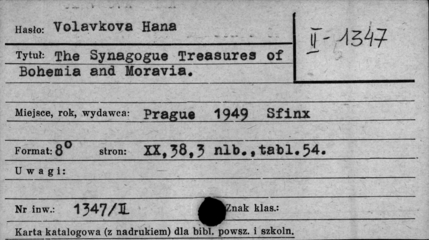 Hasło: Volavkova Hana
II-1347
Tytuł: The Synagogue Treasures of
Bohemia and Moravia.
Miejsce, rok, wydawca: Prague 1949 Sfinx
Format: 8° stron: XX,38,3 nlb.,tabl.54.
Uwagi:
Nr inw.: 1347/II Znak klas.:
Karta katalogowa (z nadrukiem) dla bibl. powsz. i szkoln.